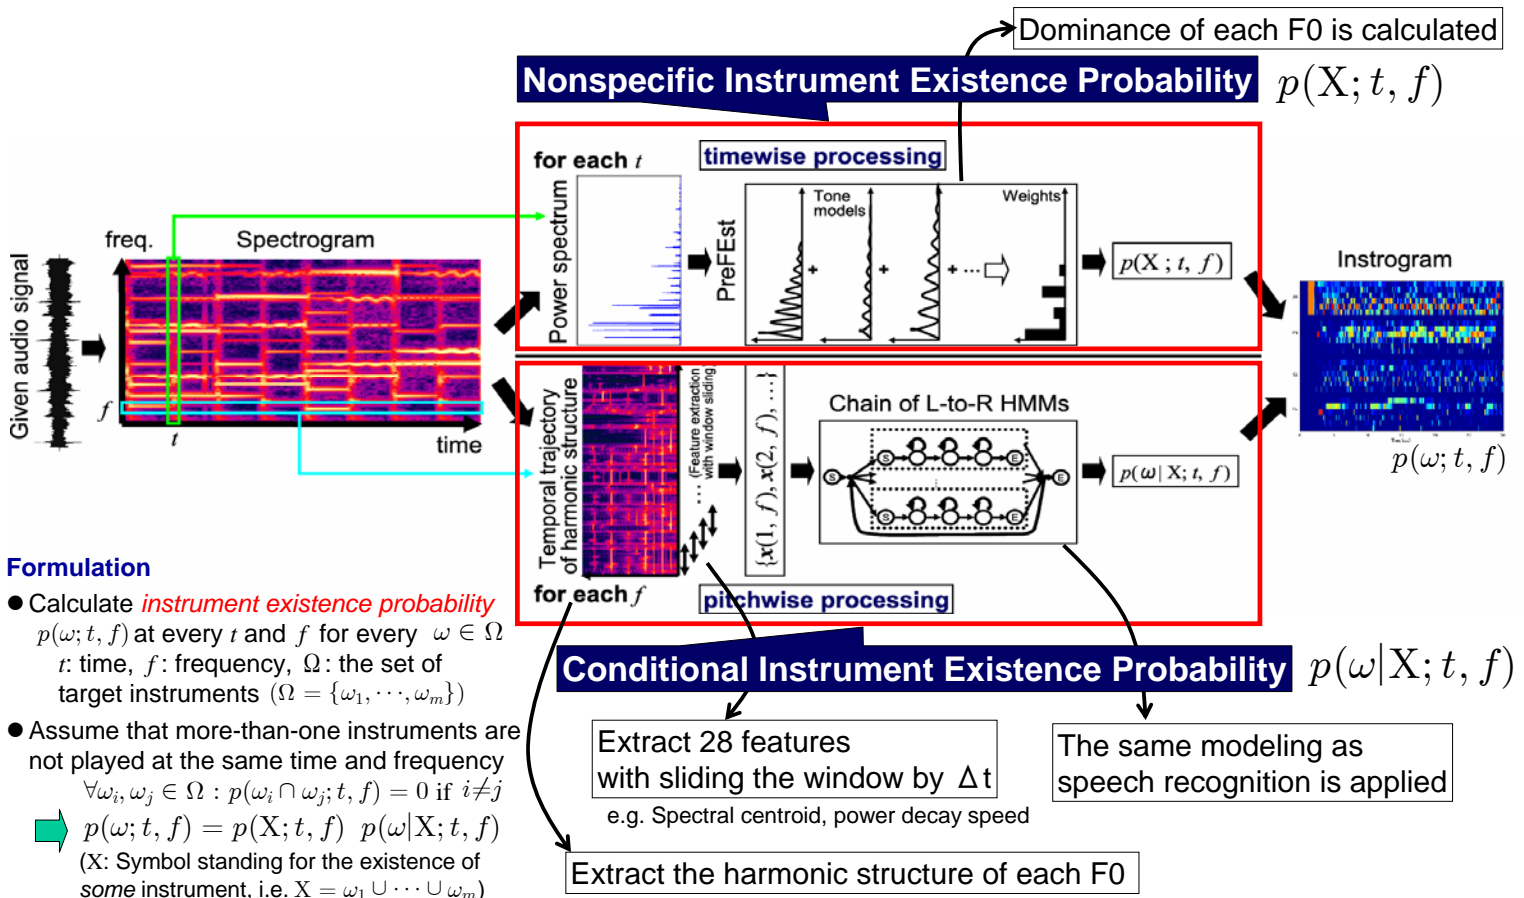 Dominance of each F0 is calculated
Nonspecific Instrument Existence Probability p(X; t, f)
for each t
timewise processing
Given audio signal
freq.
Spectrogram
f
t
time
Power spectrum
PreFEst
Tone
models
Weights
+
+
+ ...
p(X ; t, f)
Instrogram
p(ω; t, f)
Temporal trajectory
of harmonic structure
... (Feature extraction
with window sliding)
{x(1, f), x(2, f), ...}
Chain of L-to-R HMMs
S
S
E
⋮
S
E
E
p(ω | X; t, f)
for each f
pitchwise processing
Conditional Instrument Existence Probability p(ω|X; t, f)
Formulation
● Calculate instrument existence probability
p(ω; t, f) at every t and f for every ω ∈ Ω
t: time, f: frequency, Ω: the set of
target instruments (Ω = {ω₁, ⋯, ωₘ})
● Assume that more-than-one instruments are
not played at the same time and frequency
∀ωᵢ, ωⱼ ∈ Ω : p(ωᵢ ∩ ωⱼ; t, f) = 0 if i≠j
p(ω; t, f) = p(X; t, f) p(ω|X; t, f)
(X: Symbol standing for the existence of
some instrument, i.e. X = ω₁ ∪ ⋯ ∪ ωₘ)
Extract 28 features
with sliding the window by Δt
e.g. Spectral centroid, power decay speed
The same modeling as
speech recognition is applied
Extract the harmonic structure of each F0